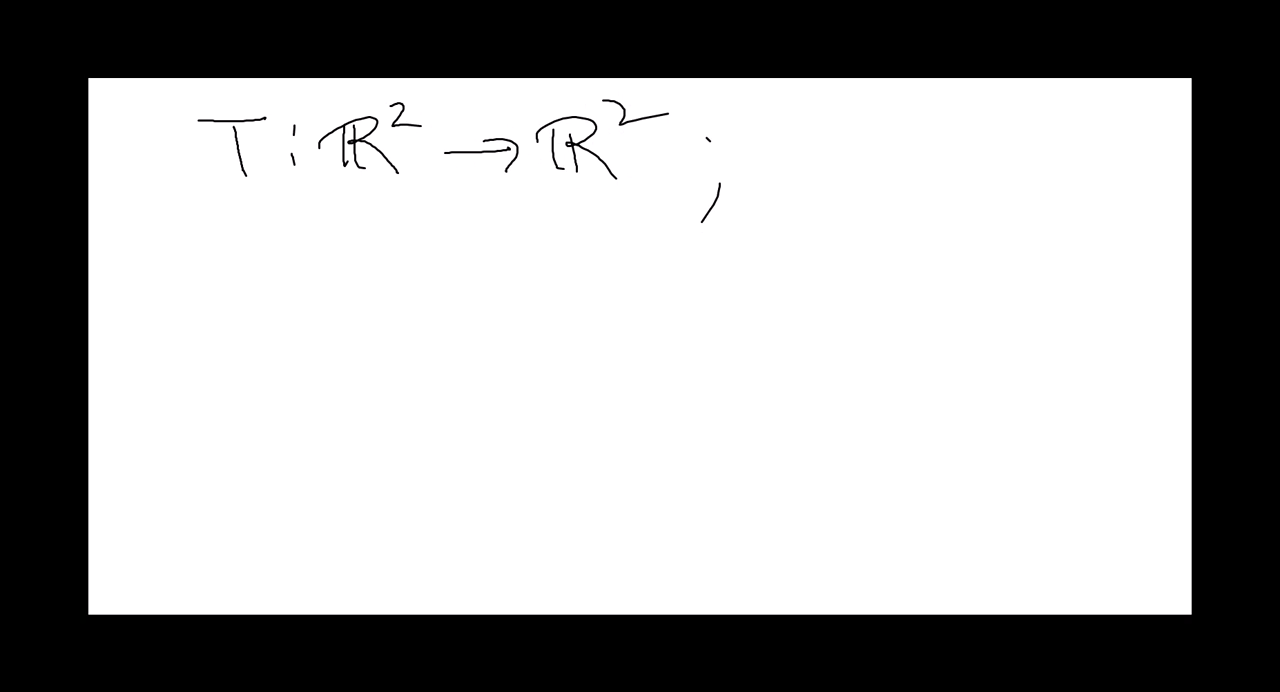 T : ℝ² → ℝ² ;